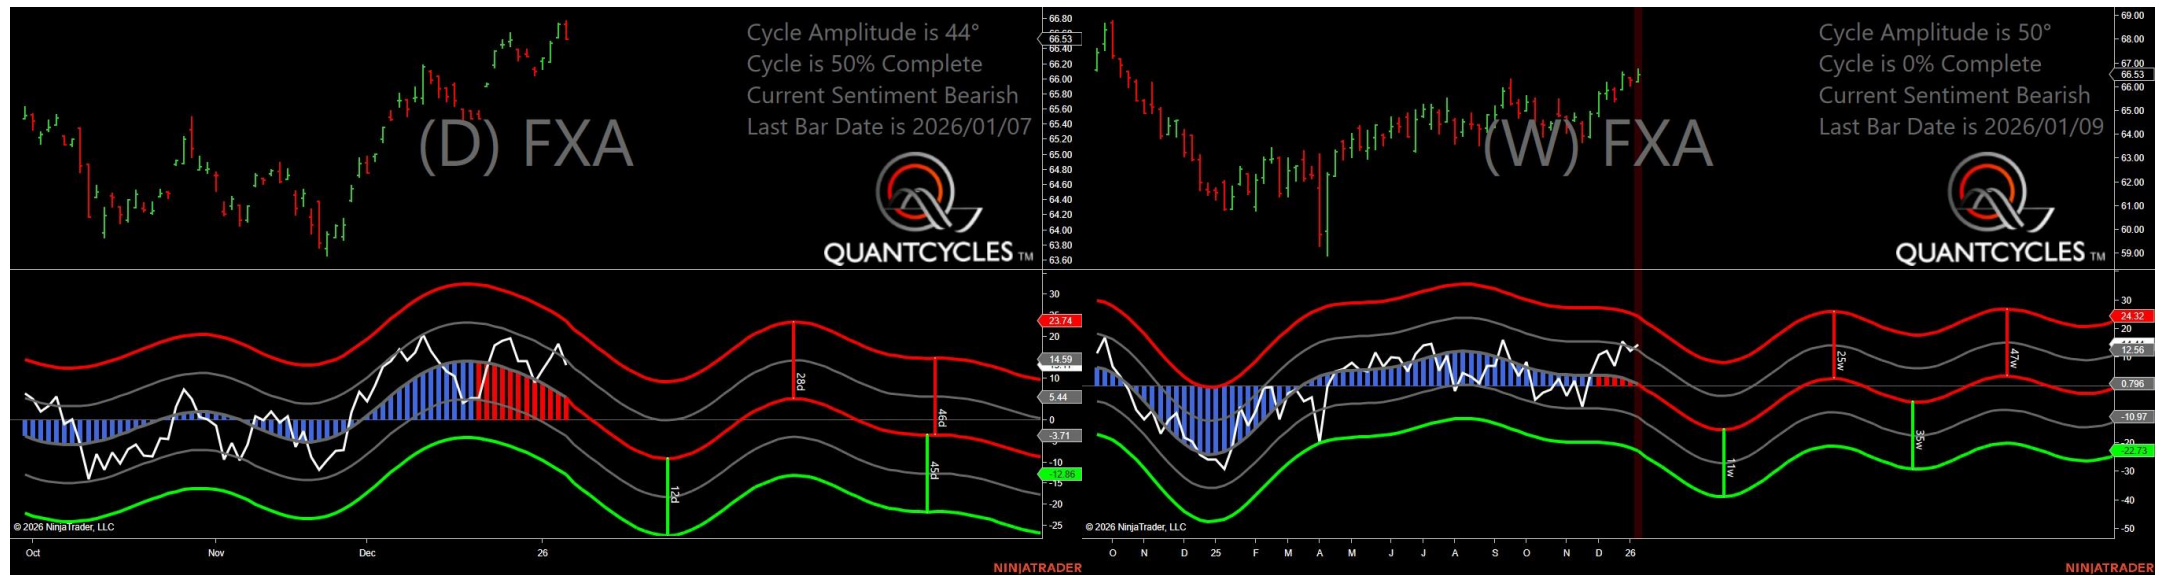 Cycle Amplitude is 44°
Cycle is 50% Complete
Current Sentiment Bearish
Last Bar Date is 2026/01/07
(D) FXA
QUANTCYCLES TM
66.80
66.53
66.40
66.20
66.00
65.80
65.60
65.40
65.20
65.00
64.80
64.60
64.40
64.20
64.00
63.80
63.60
30
23.74
20
14.59
10
5.44
0
-3.71
-10
-12.86
-15
-20
-25
28d
46d
12d
45d
© 2026 NinjaTrader, LLC
Oct Nov Dec 26
NINJATRADER
Cycle Amplitude is 50°
Cycle is 0% Complete
Current Sentiment Bearish
Last Bar Date is 2026/01/09
(W) FXA
QUANTCYCLES TM
69.00
68.00
67.00
66.53
66.00
65.00
64.00
63.00
62.00
61.00
60.00
59.00
30
24.32
20
12.56
0.796
-10.97
-22.73
-30
-40
-50
25w
47w
11w
35w
© 2026 NinjaTrader, LLC
O N D 25 F M A M J J A S O N D 26
NINJATRADER